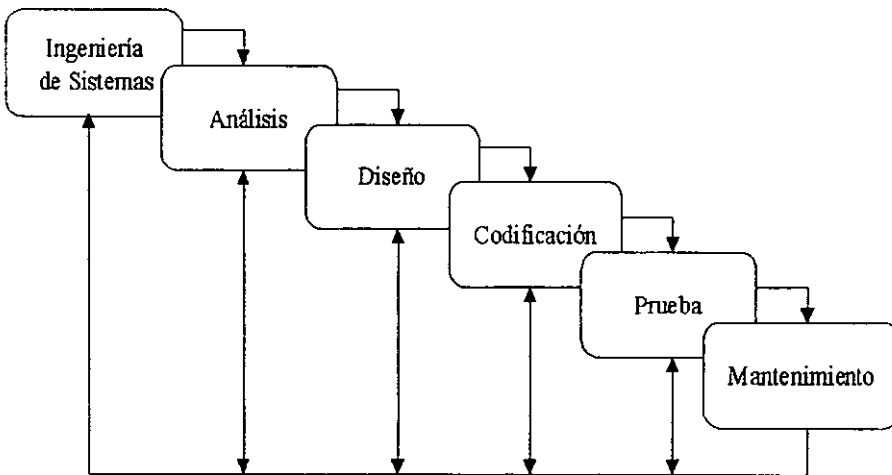 Ingeniería
de Sistemas
Análisis
Diseño
Codificación
Prueba
Mantenimiento